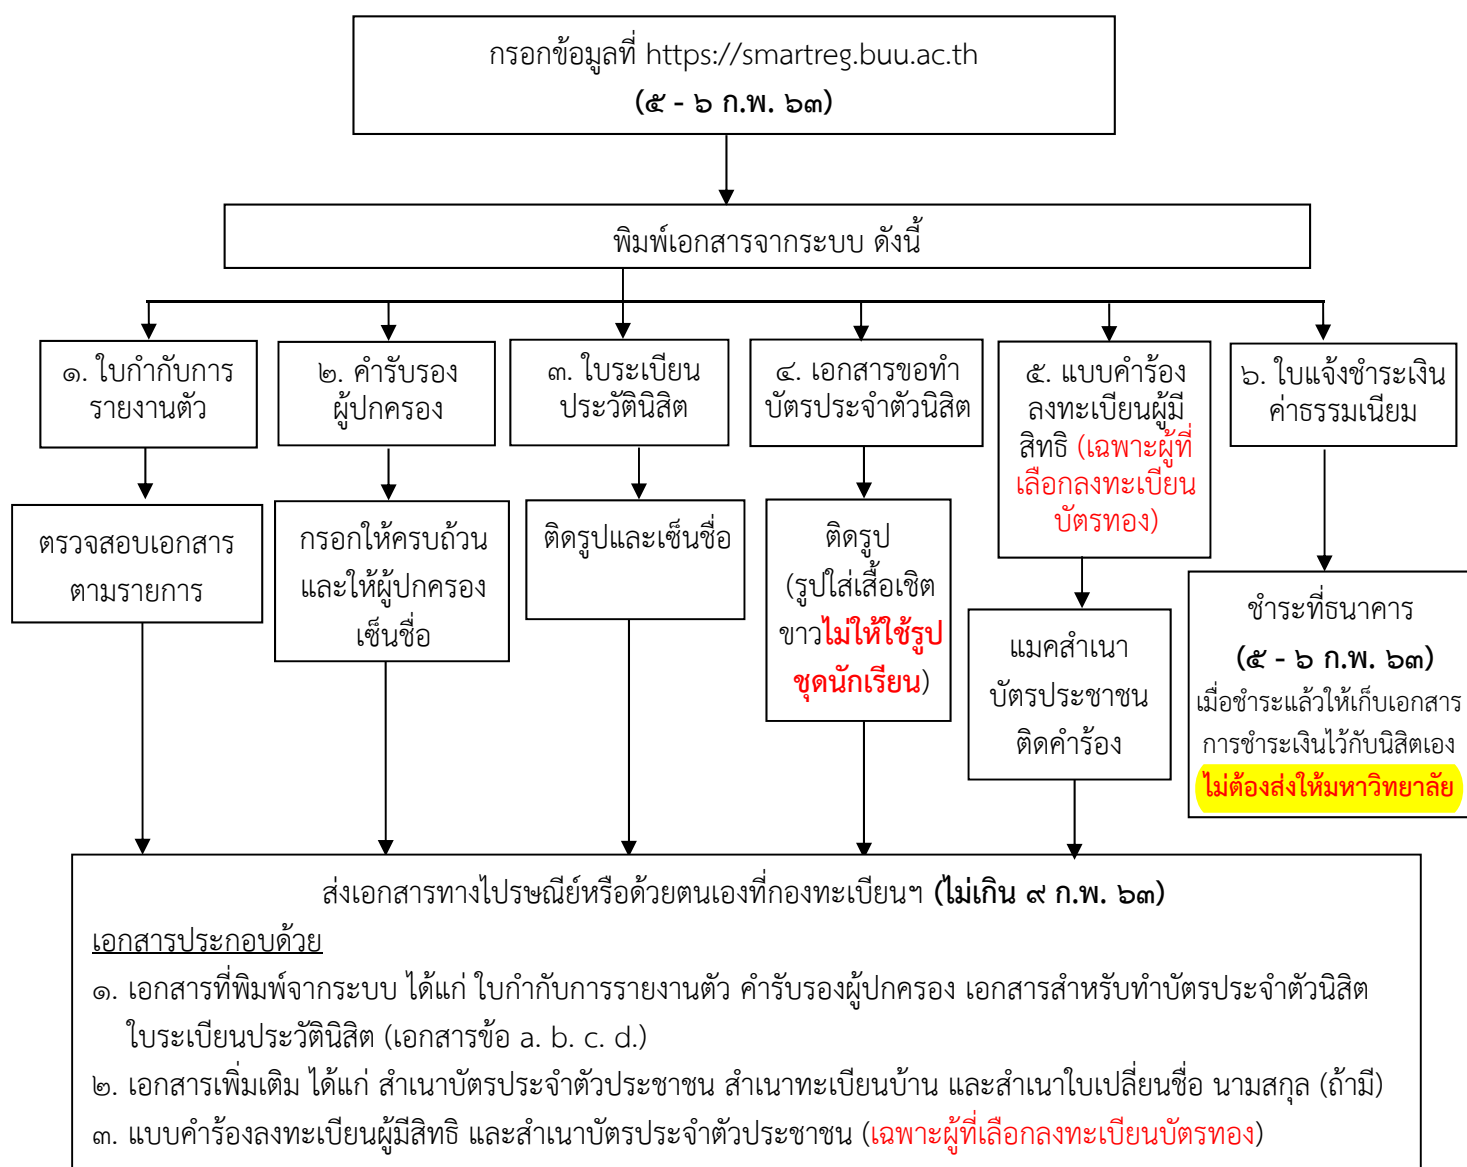 กรอกข้อมูลที่ https://smartreg.buu.ac.th
(๕ - ๖ ก.พ. ๖๓)
พิมพ์เอกสารจากระบบ ดังนี้
๑. ใบกำกับการ
รายงานตัว
๒. คำรับรอง
ผู้ปกครอง
๓. ใบระเบียน
ประวัตินิสิต
๔. เอกสารขอทำ
บัตรประจำตัวนิสิต
๕. แบบคำร้อง
ลงทะเบียนผู้มี
สิทธิ (เฉพาะผู้ที่
เลือกลงทะเบียน
บัตรทอง)
๖. ใบแจ้งชำระเงิน
ค่าธรรมเนียม
ตรวจสอบเอกสาร
ตามรายการ
กรอกให้ครบถ้วน
และให้ผู้ปกครอง
เซ็นชื่อ
ติดรูปและเซ็นชื่อ
ติดรูป
(รูปใส่เสื้อเชิต
ขาวไม่ให้ใช้รูป
ชุดนักเรียน)
แมคสำเนา
บัตรประชาชน
ติดคำร้อง
ชำระที่ธนาคาร
(๕ - ๖ ก.พ. ๖๓)
เมื่อชำระแล้วให้เก็บเอกสาร
การชำระเงินไว้กับนิสิตเอง
ไม่ต้องส่งให้มหาวิทยาลัย
ส่งเอกสารทางไปรษณีย์หรือด้วยตนเองที่กองทะเบียนฯ (ไม่เกิน ๙ ก.พ. ๖๓)
เอกสารประกอบด้วย
๑. เอกสารที่พิมพ์จากระบบ ได้แก่ ใบกำกับการรายงานตัว คำรับรองผู้ปกครอง เอกสารสำหรับทำบัตรประจำตัวนิสิต
ใบระเบียนประวัตินิสิต (เอกสารข้อ a. b. c. d.)
๒. เอกสารเพิ่มเติม ได้แก่ สำเนาบัตรประจำตัวประชาชน สำเนาทะเบียนบ้าน และสำเนาใบเปลี่ยนชื่อ นามสกุล (ถ้ามี)
๓. แบบคำร้องลงทะเบียนผู้มีสิทธิ และสำเนาบัตรประจำตัวประชาชน (เฉพาะผู้ที่เลือกลงทะเบียนบัตรทอง)